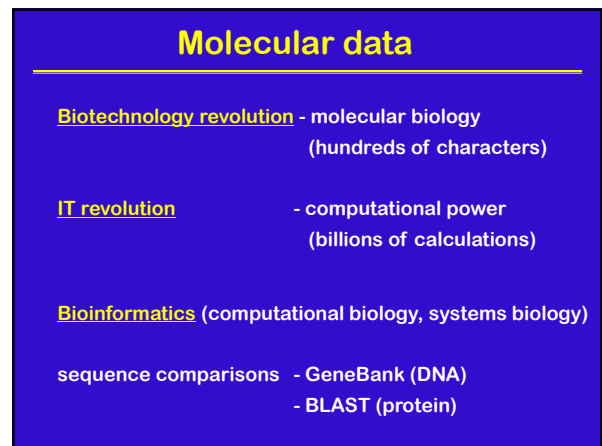 Molecular data
Biotechnology revolution - molecular biology
(hundreds of characters)
IT revolution - computational power
(billions of calculations)
Bioinformatics (computational biology, systems biology)
sequence comparisons - GeneBank (DNA)
- BLAST (protein)